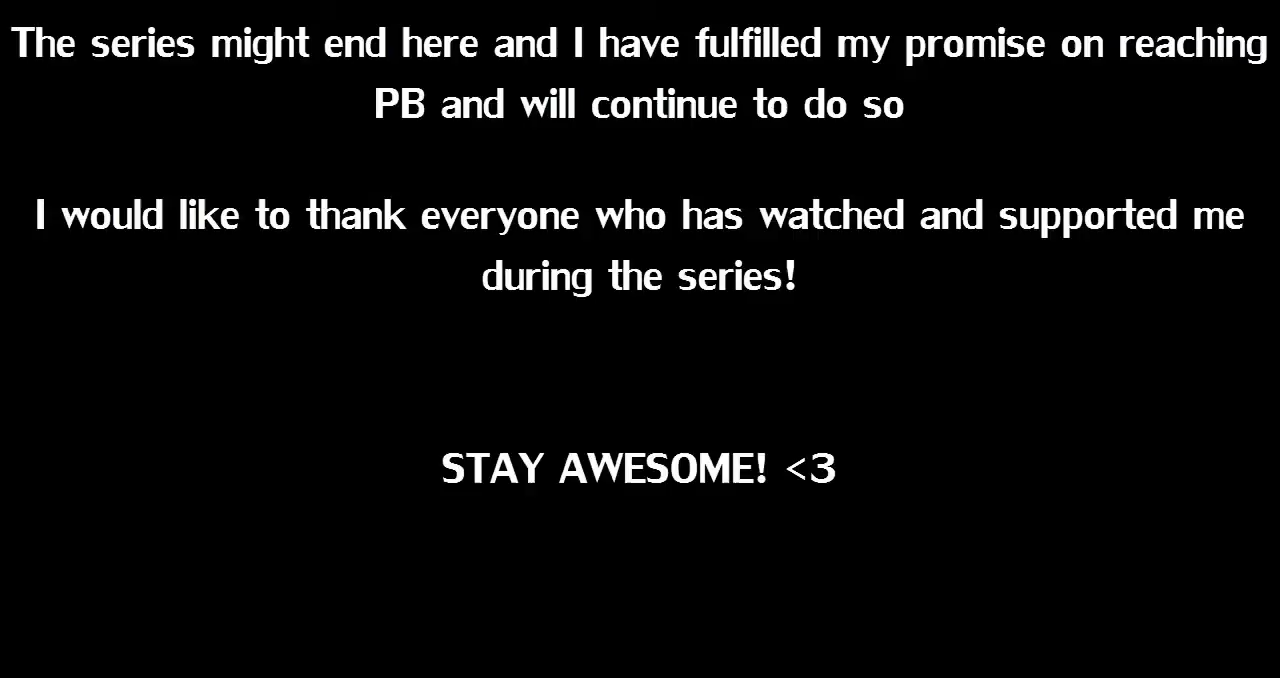 The series might end here and I have fulfilled my promise on reaching
PB and will continue to do so
I would like to thank everyone who has watched and supported me
during the series!
STAY AWESOME! <3